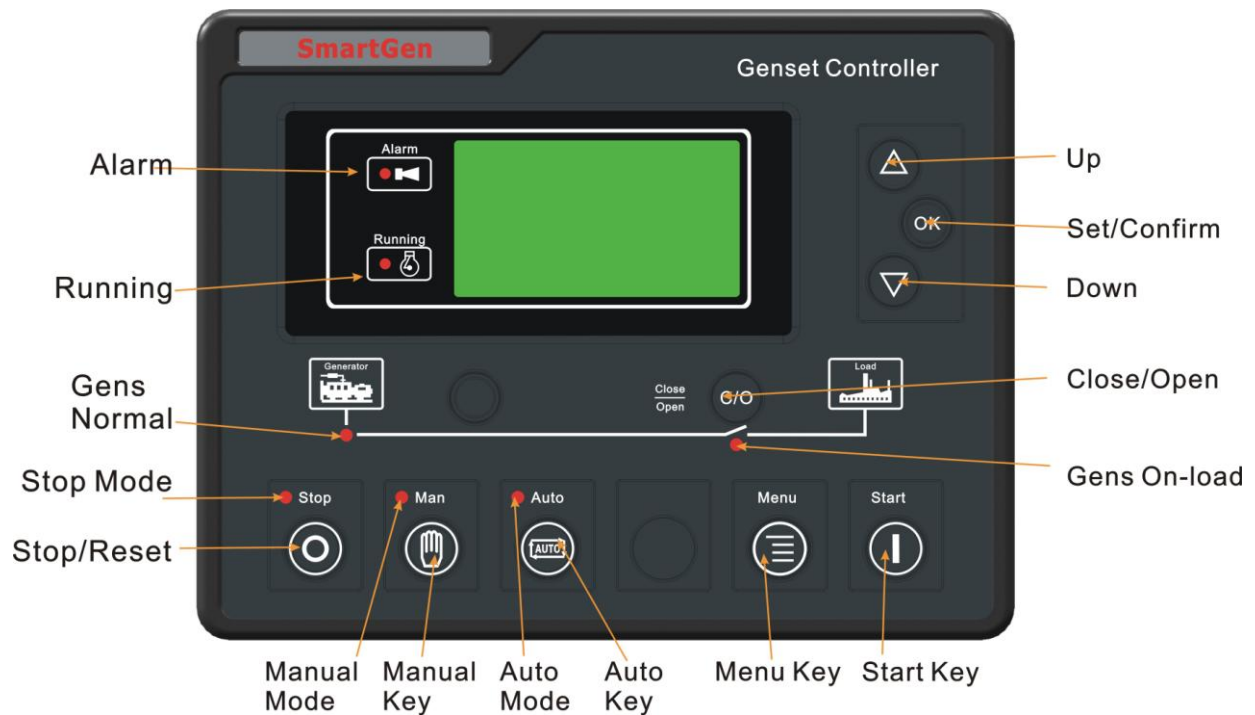 SmartGen
Genset Controller
Alarm
Alarm
Up
OK
Set/Confirm
Running
Running
Down
Generator
Load
Gens
Normal
Close
Open
C/O
Close/Open
Gens On-load
Stop Mode
Stop
Man
Auto
Menu
Start
Stop/Reset
AUTO
Manual
Mode
Manual
Key
Auto
Mode
Auto
Key
Menu Key
Start Key